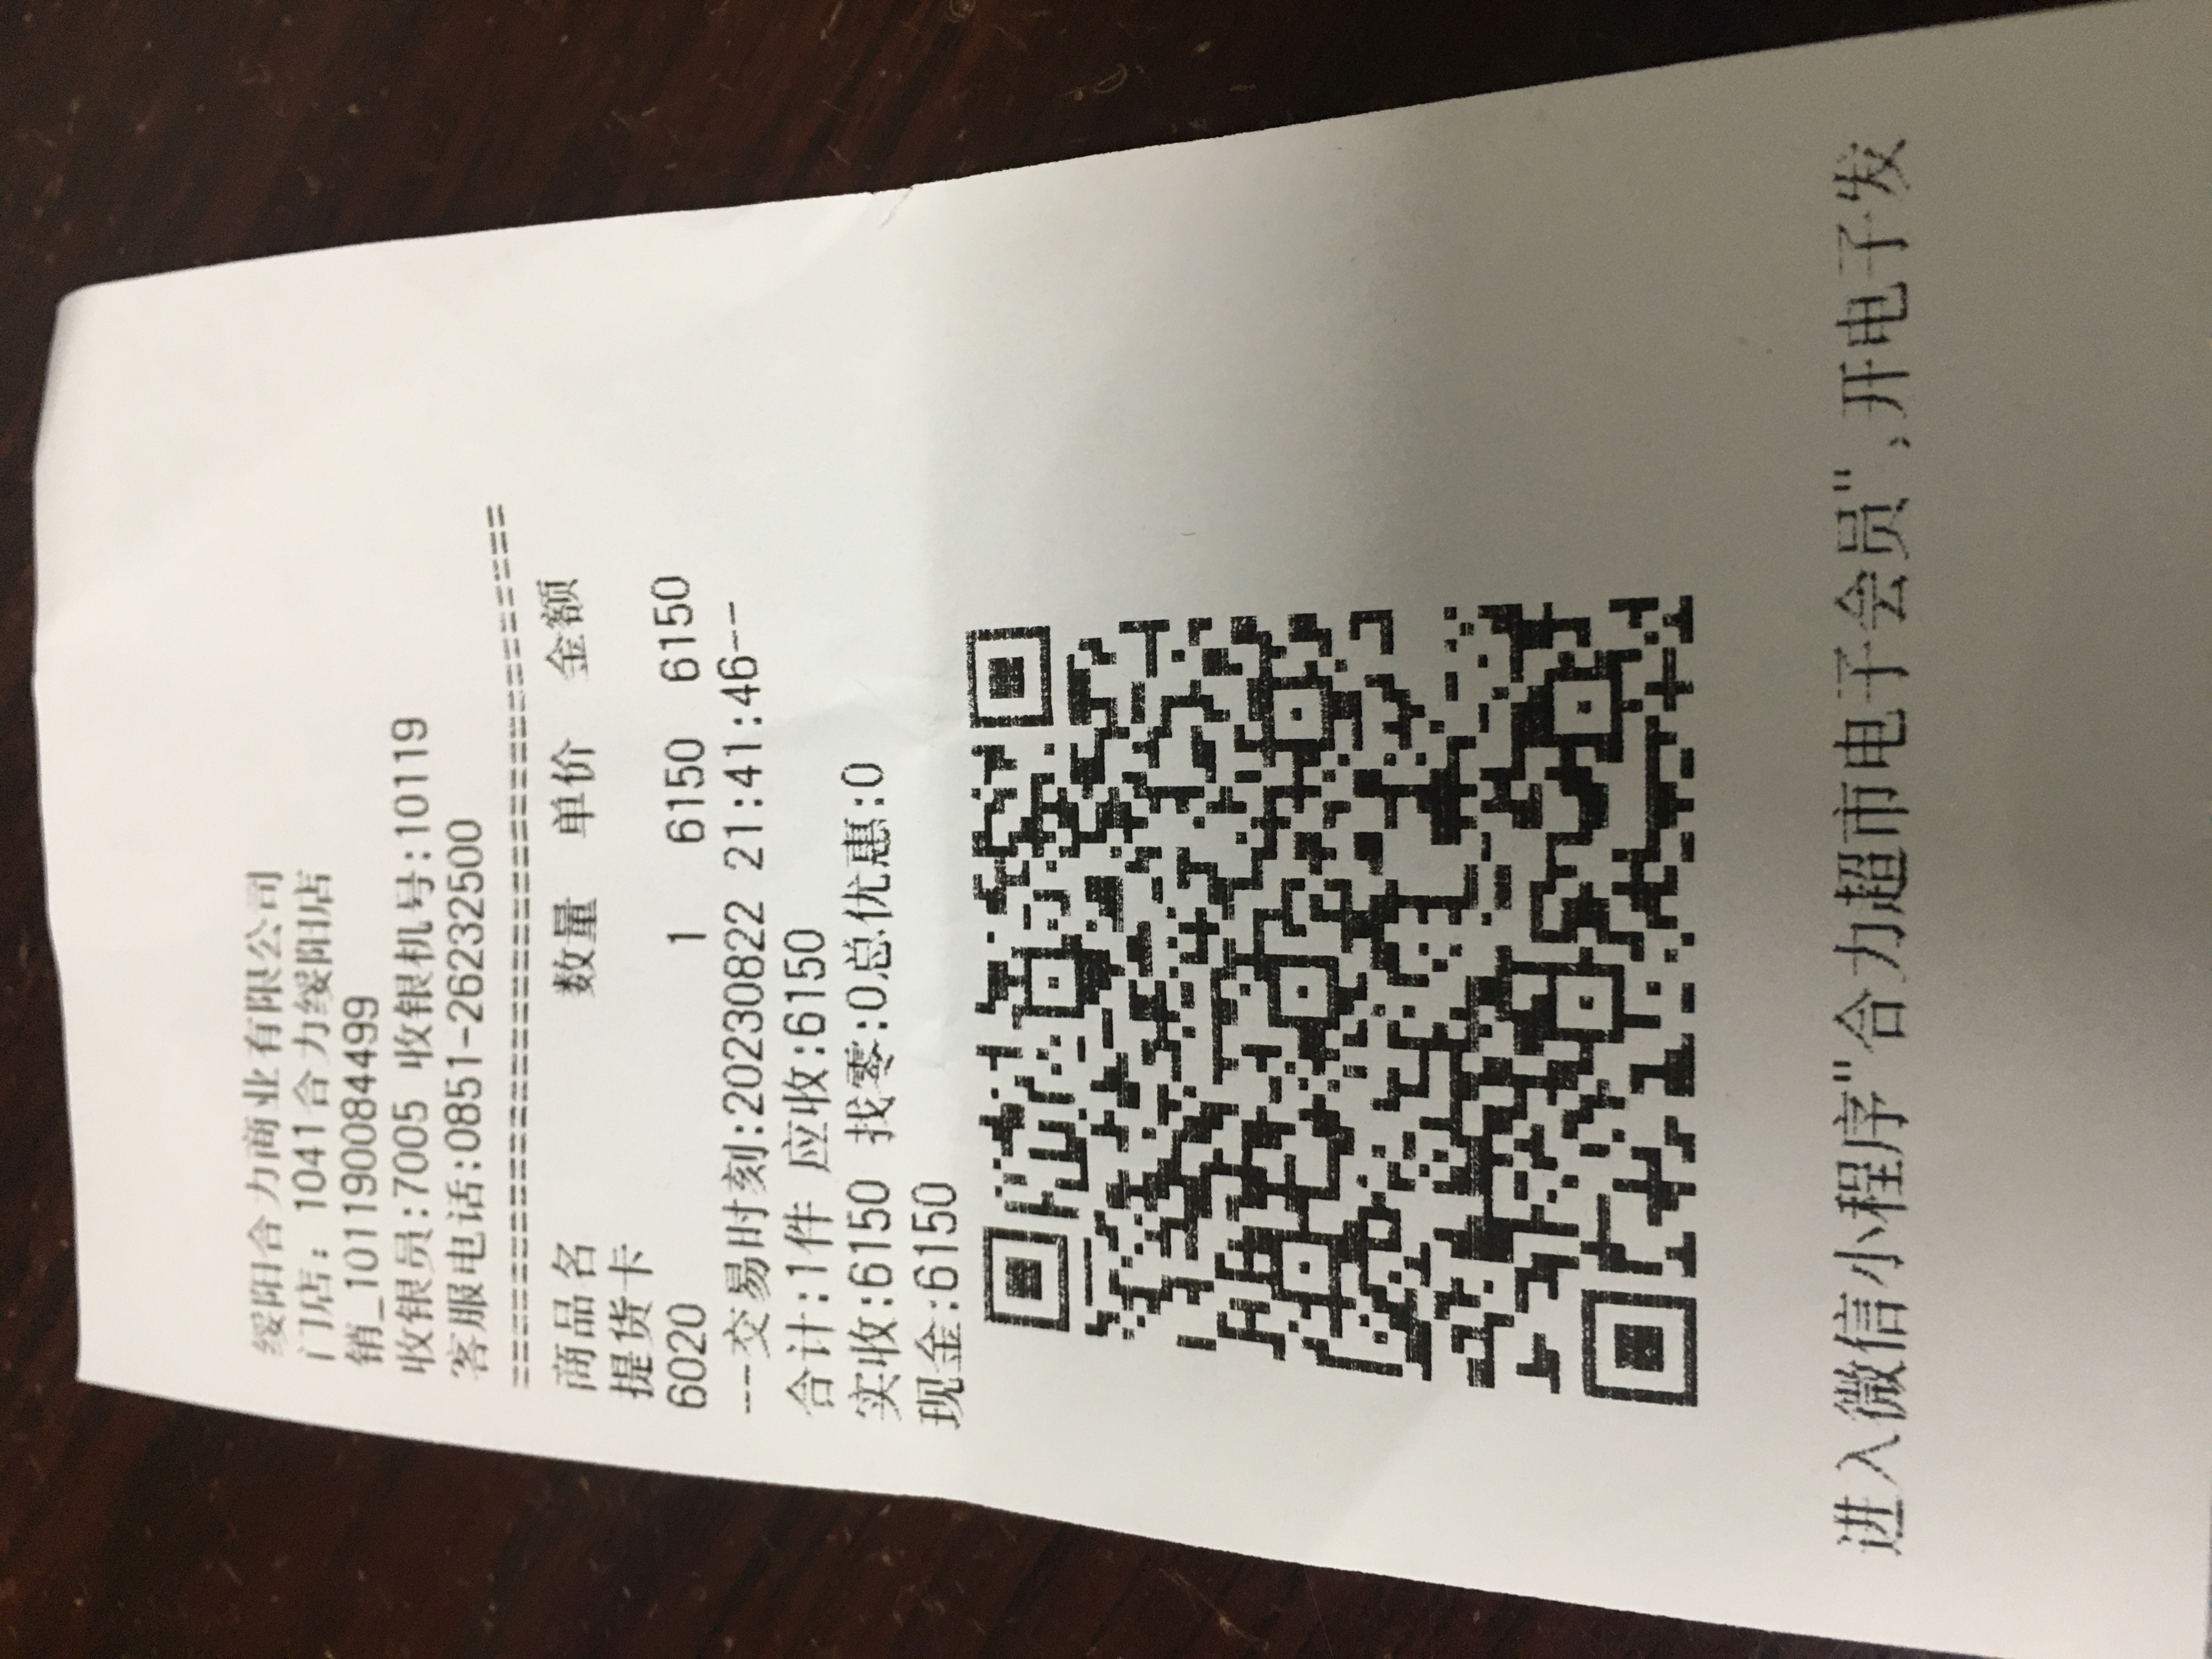 绥阳合力商业有限公司
门店: 1041合力绥阳店
销_101190084499
收银员:7005 收银机号:10119
客服电话:0851-26232500
========================================
商品名 数量 单价 金额
提货卡
6020 1 6150 6150
---交易时刻:20230822 21:41:46--
合计:1件 应收:6150
实收:6150 找零:0总优惠:0
现金:6150
进入微信小程序"合力超市电子会员",开电子发